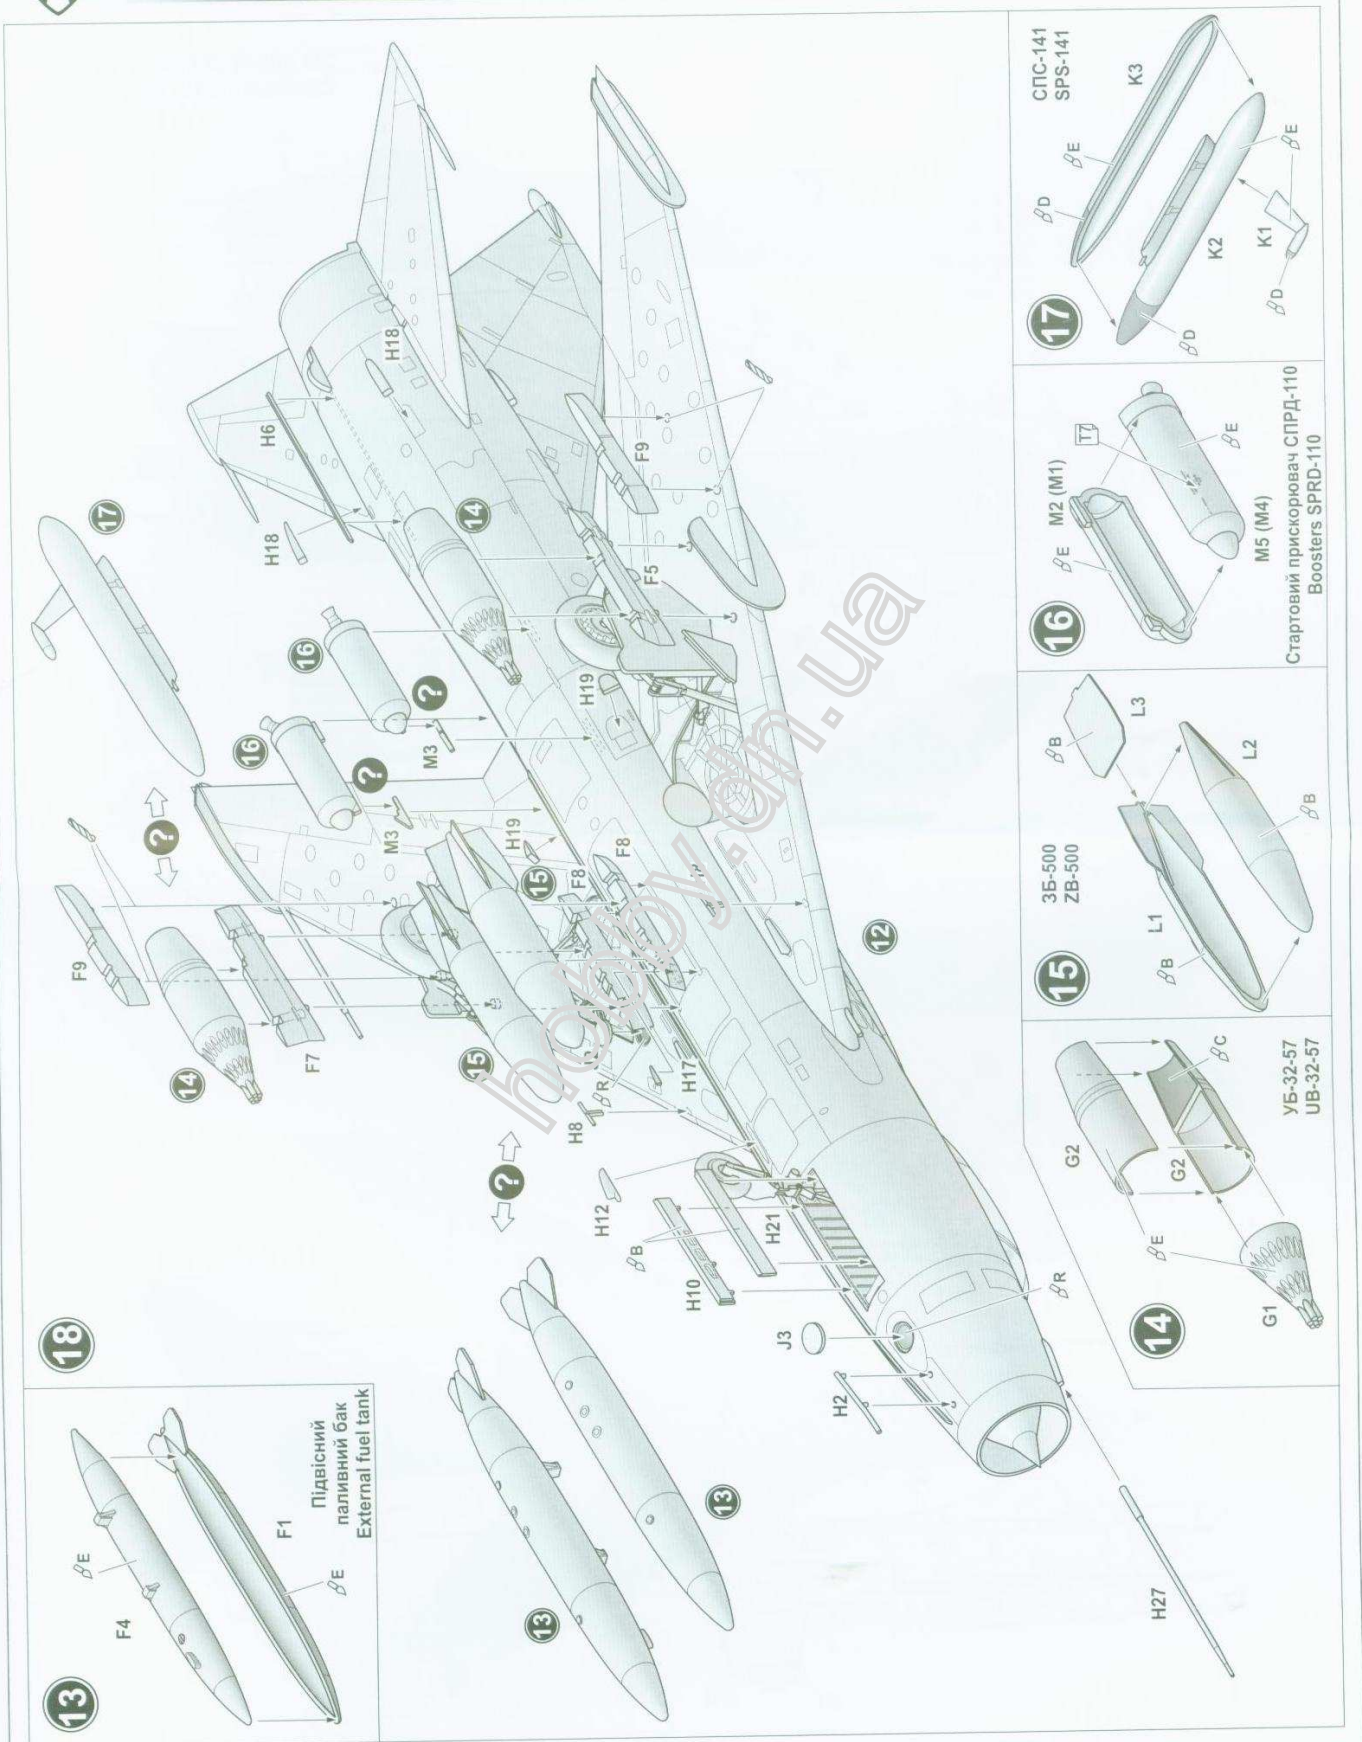 13
F4
E
F1
E
Підвісний
паливний бак
External fuel tank
18
17
?
F9
14
F7
16
16
?
?
M3
M3
H19
H6
H18
H18
14
15
F8
F8
15
H19
F5
F9
R
H8
H17
12
?
H12
B
H10
H21
J3
H2
R
13
13
H27
14
G2
G2
E
C
G1
УБ-32-57
UB-32-57
15
ЗБ-500
ZB-500
B
L3
L1
B
L2
B
16
E
M2 (M1)
T7
E
M5 (M4)
Стартовий прискорювач СПРД-110
Boosters SPRD-110
17
СПС-141
SPS-141
D
E
K3
D
K2
E
K1
D
hobby.dn.ua